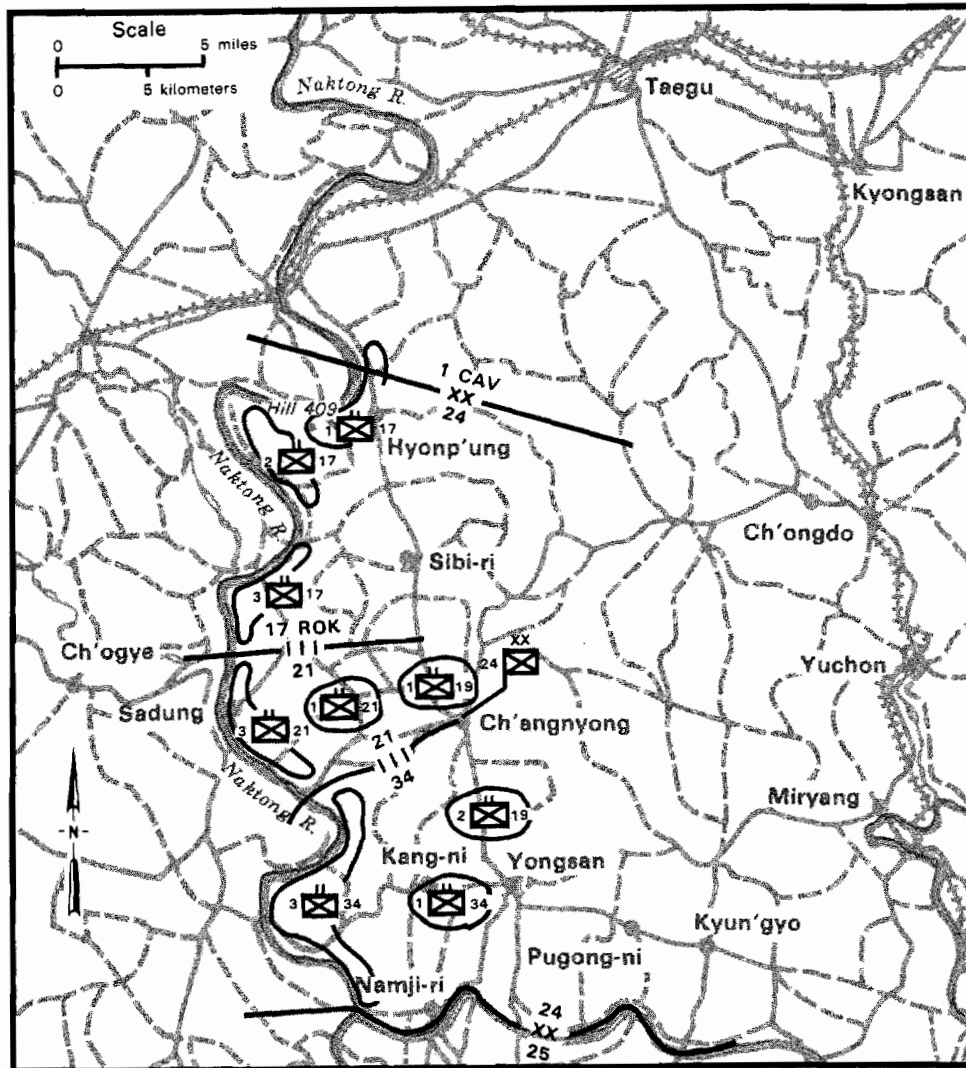 Scale
0 5 miles
0 5 kilometers
Naktong R.
Taegu
Kyongsan
1 CAV
XX
24
Hill 409
1 17
Hyonp'ung
2 17
Naktong R.
Ch'ongdo
Sibi-ri
3 17
17 ROK
21
Ch'ogye
XX
24
Yuchon
1 19
Sadung
1 21
Ch'angnyong
3 21
21
34
Naktong R.
Miryang
-N-
2 19
Kang-ni
Yongsan
3 34
1 34
Kyun'gyo
Pugong-ni
Namji-ri
24
XX
25